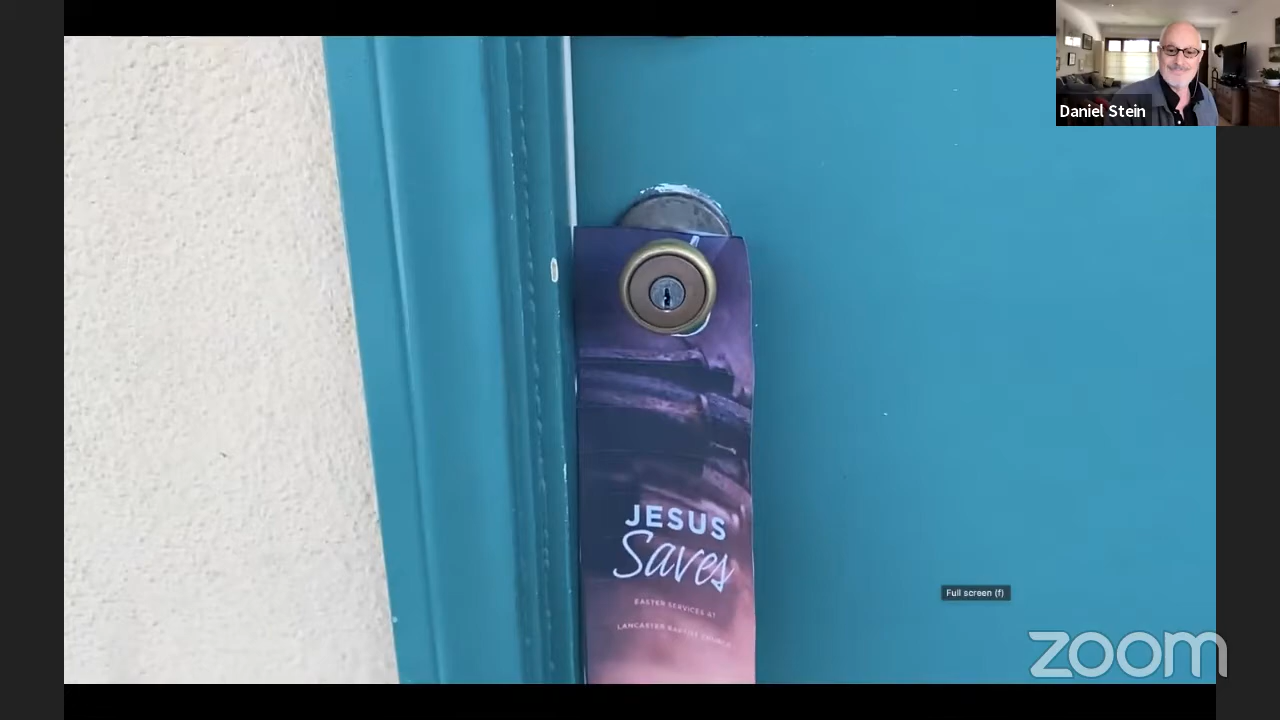 Daniel Stein
JESUS
Saves
EASTER SERVICES AT
LANCASTER BAPTIST CHURCH
Full screen (f)
zoom